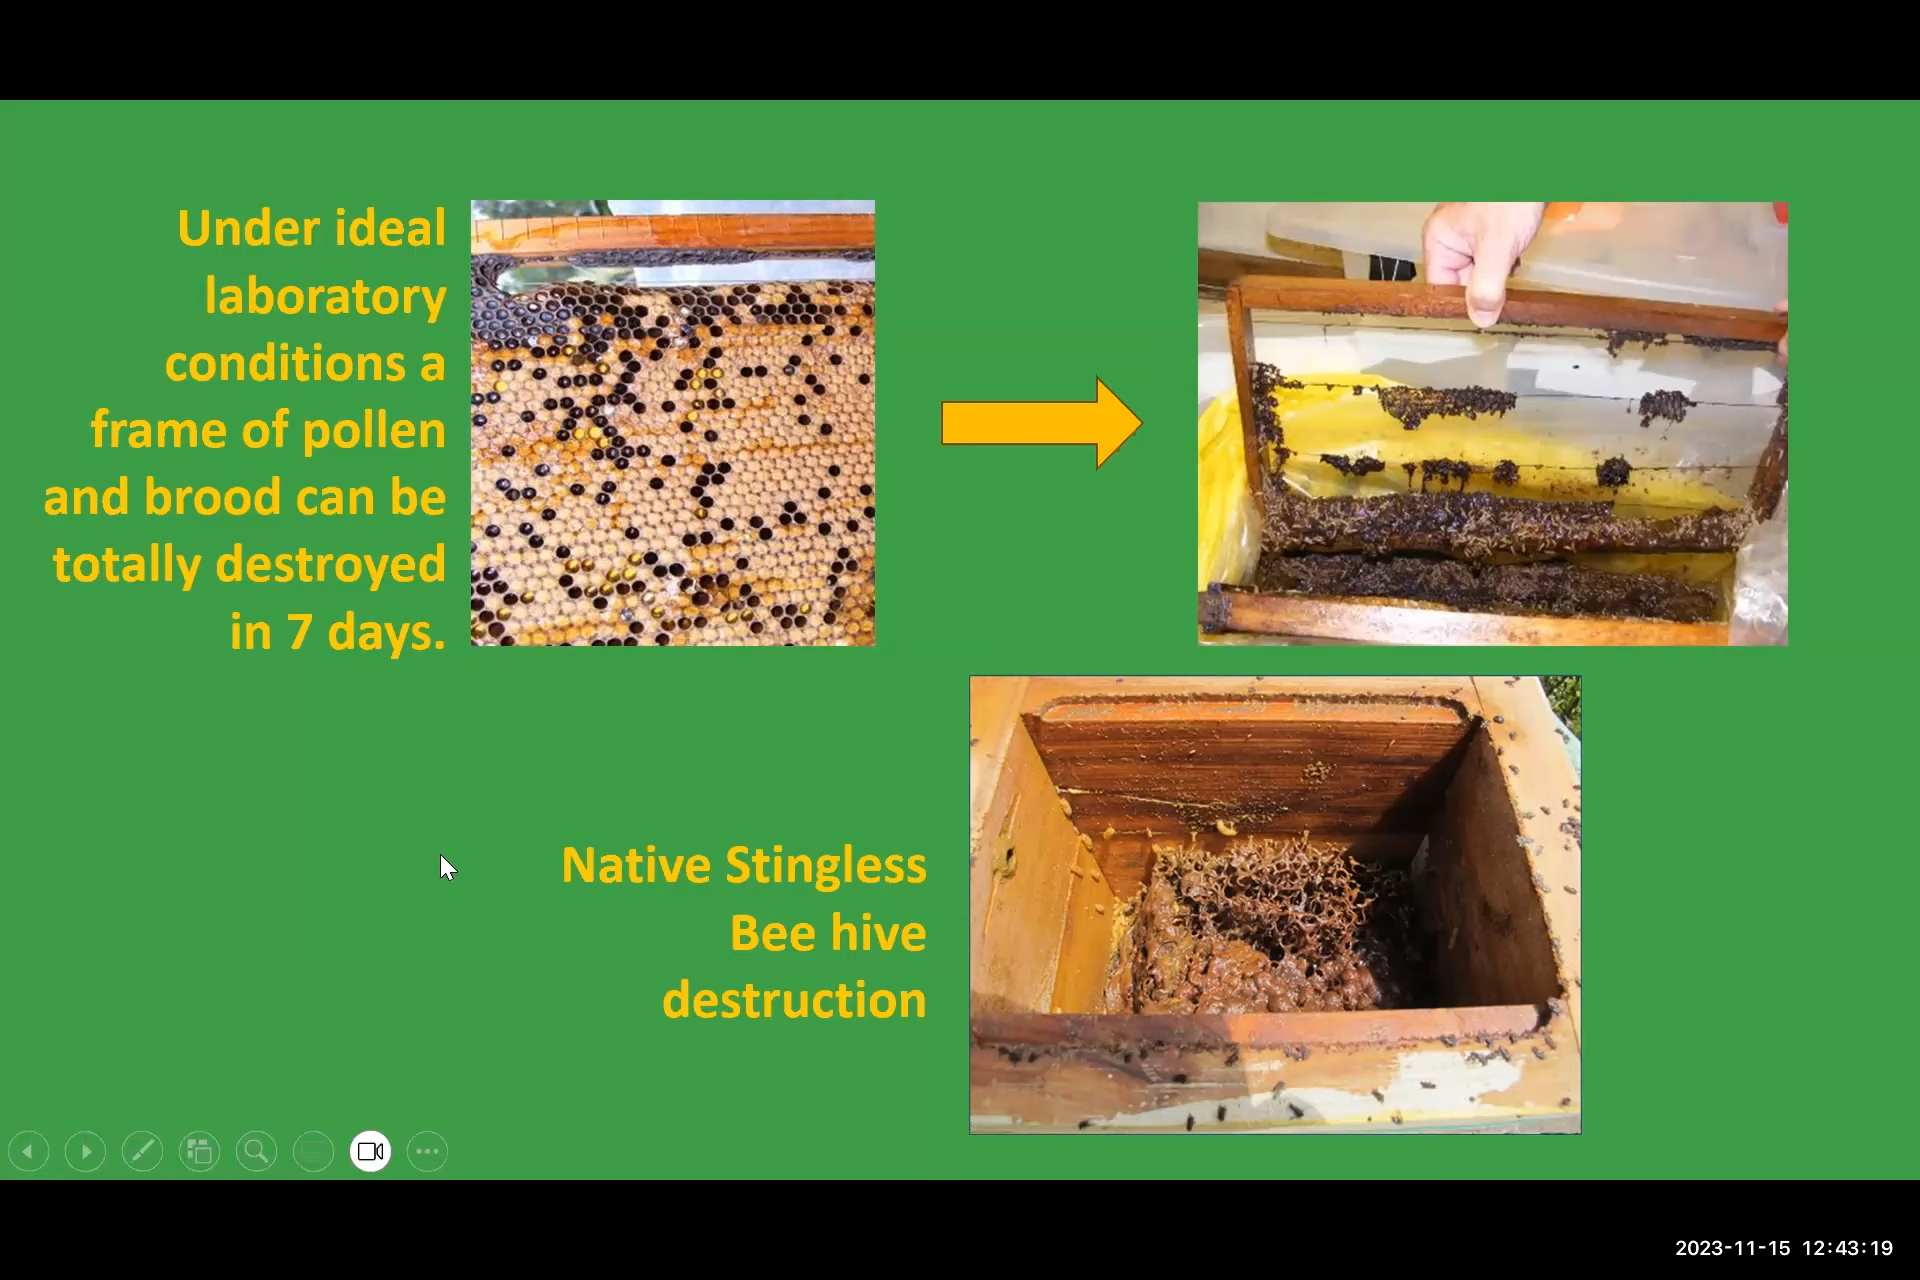 Under ideal
laboratory
conditions a
frame of pollen
and brood can be
totally destroyed
in 7 days.
Native Stingless
Bee hive
destruction
2023-11-15 12:43:19